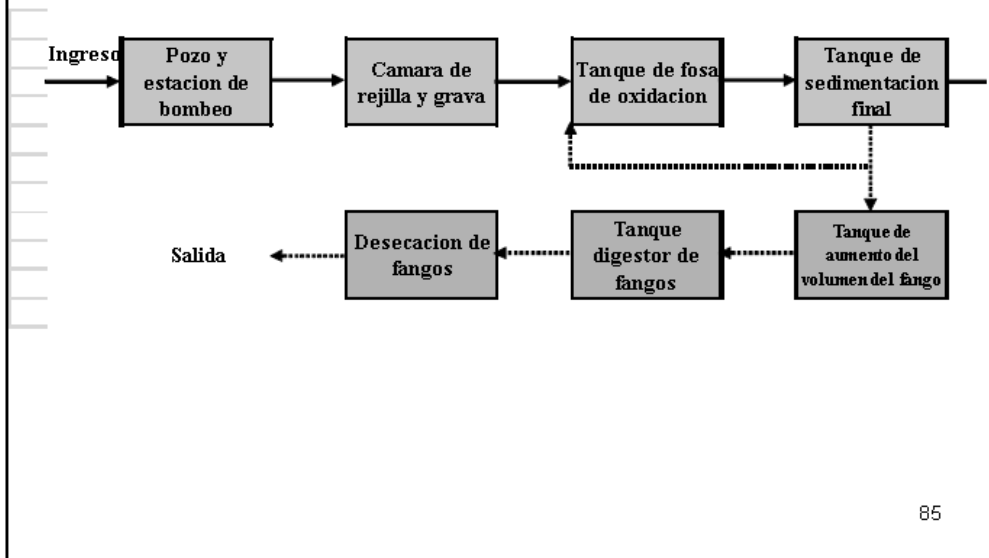 Ingreso
Pozo y
estacion de
bombeo
Camara de
rejilla y grava
Tanque de fosa
de oxidacion
Tanque de
sedimentacion
final
Salida
Desecacion de
fangos
Tanque
digestor de
fangos
Tanque de
aumento del
volumen del fango
85